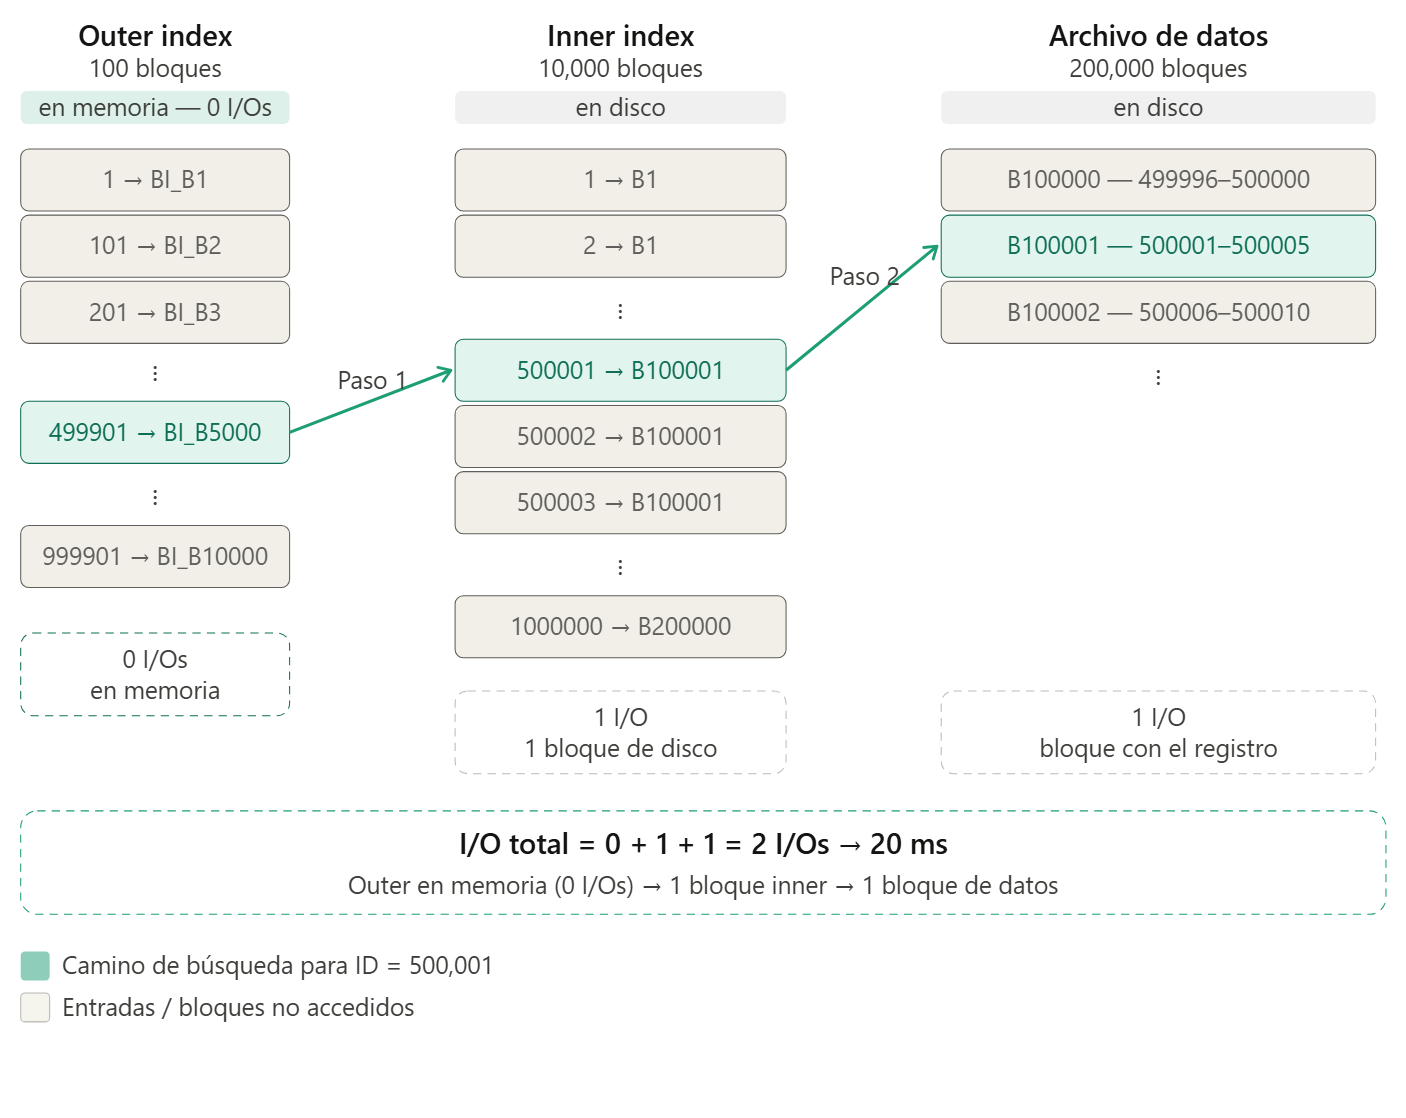 Outer index
100 bloques
en memoria — 0 I/Os
1 → BI_B1
101 → BI_B2
201 → BI_B3
⋮
499901 → BI_B5000
⋮
999901 → BI_B10000
0 I/Os
en memoria
Paso 1
Inner index
10,000 bloques
en disco
1 → B1
2 → B1
⋮
500001 → B100001
500002 → B100001
500003 → B100001
⋮
1000000 → B200000
1 I/O
1 bloque de disco
Paso 2
Archivo de datos
200,000 bloques
en disco
B100000 — 499996–500000
B100001 — 500001–500005
B100002 — 500006–500010
⋮
1 I/O
bloque con el registro
I/O total = 0 + 1 + 1 = 2 I/Os → 20 ms
Outer en memoria (0 I/Os) → 1 bloque inner → 1 bloque de datos
Camino de búsqueda para ID = 500,001
Entradas / bloques no accedidos